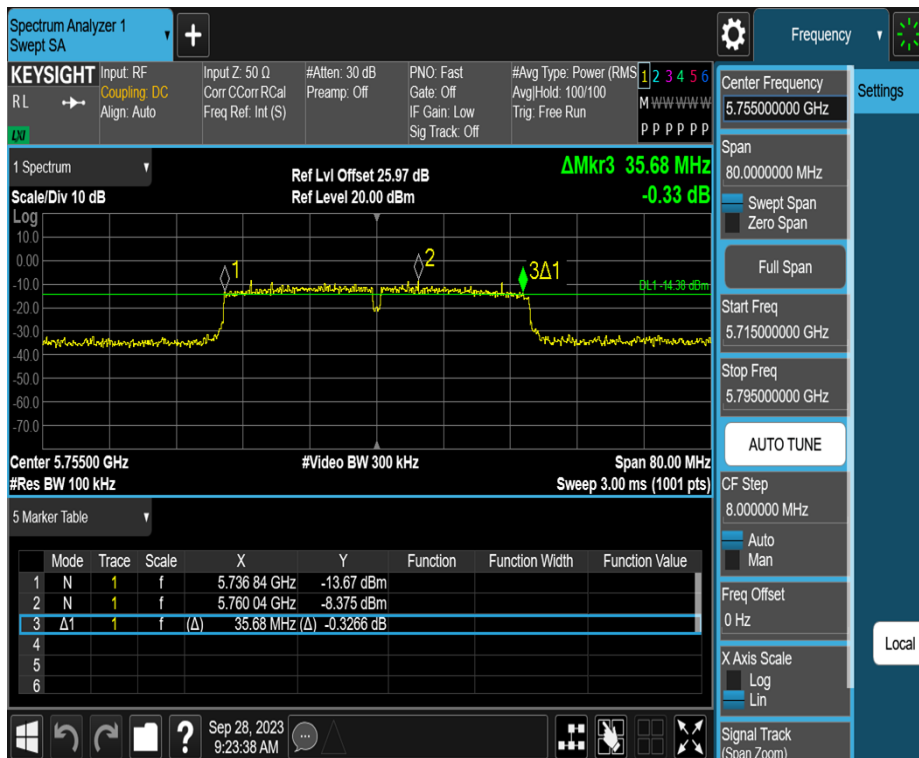 Spectrum Analyzer 1
Swept SA
+
Frequency
KEYSIGHT
R L
LXI
Input: RF
Coupling: DC
Align: Auto
Input Z: 50 Ω
Corr CCorr RCal
Freq Ref: Int (S)
#Atten: 30 dB
Preamp: Off
PNO: Fast
Gate: Off
IF Gain: Low
Sig Track: Off
#Avg Type: Power (RMS
Avg|Hold: 100/100
Trig: Free Run
1 2 3 4 5 6
M W W W W W
P P P P P P
1 Spectrum
Scale/Div 10 dB
Ref Lvl Offset 25.97 dB
Ref Level 20.00 dBm
ΔMkr3 35.68 MHz
-0.33 dB
Log
10.0
0.00
-10.0
-20.0
-30.0
-40.0
-50.0
-60.0
-70.0
1
2
3Δ1
DL1 -14.38 dBm
Center 5.75500 GHz
#Res BW 100 kHz
#Video BW 300 kHz
Span 80.00 MHz
Sweep 3.00 ms (1001 pts)
5 Marker Table
Mode Trace Scale X Y Function Function Width Function Value
1 N 1 f 5.736 84 GHz -13.67 dBm
2 N 1 f 5.760 04 GHz -8.375 dBm
3 Δ1 1 f (Δ) 35.68 MHz (Δ) -0.3266 dB
4
5
6
?
Sep 28, 2023
9:23:38 AM
Center Frequency
5.755000000 GHz
Settings
Span
80.0000000 MHz
Swept Span
Zero Span
Full Span
Start Freq
5.715000000 GHz
Stop Freq
5.795000000 GHz
AUTO TUNE
CF Step
8.000000 MHz
Auto
Man
Freq Offset
0 Hz
Local
X Axis Scale
Log
Lin
Signal Track
(Span Zoom)